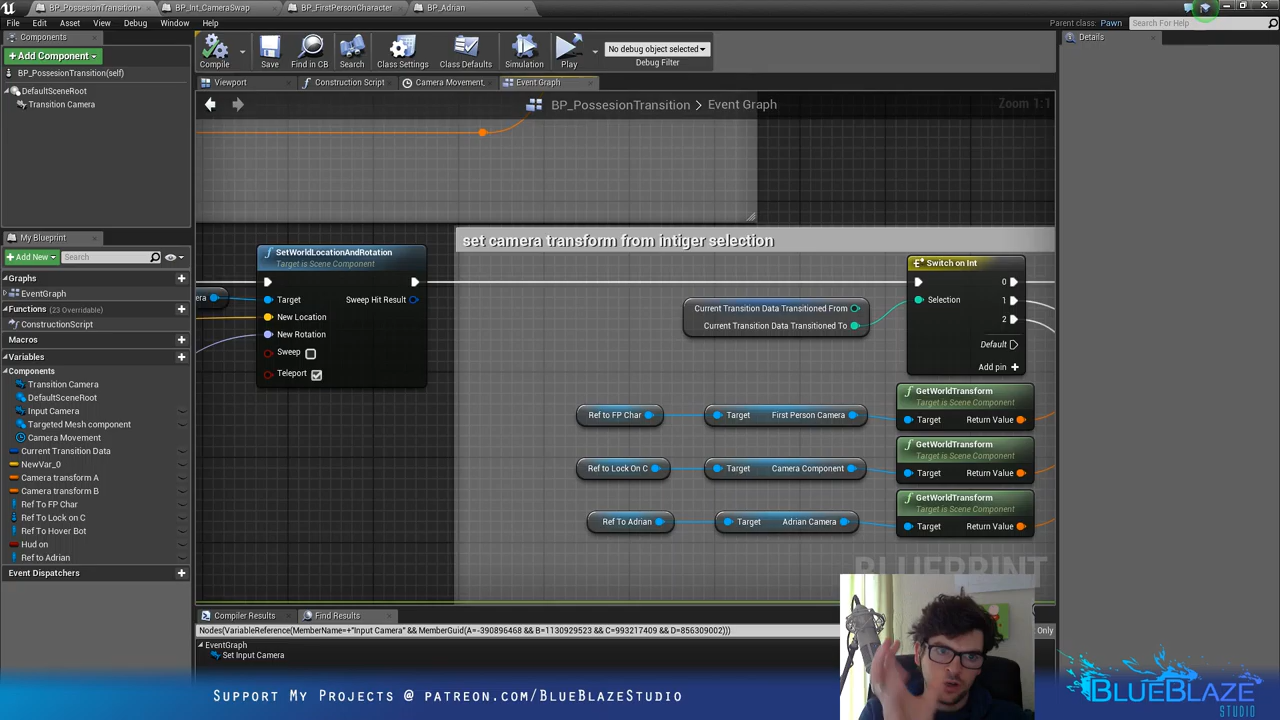 BP_PossesionTransition*
BP_Int_CameraSwap
BP_FirstPersonCharacter
BP_Adrian
File Edit Asset View Debug Window Help
Parent class: Pawn
Search For Help
Components
Add Component
BP_PossesionTransition(self)
DefaultSceneRoot
Transition Camera
Compile
Save
Find in CB
Search
Class Settings
Class Defaults
Simulation
Play
No debug object selected
Debug Filter
Details
Viewport
Construction Script
Camera Movement
Event Graph
BP_PossesionTransition > Event Graph
Zoom 1:1
My Blueprint
Add New
Search
Graphs
EventGraph
Functions (23 Overridable)
ConstructionScript
Macros
Variables
Components
Transition Camera
DefaultSceneRoot
Input Camera
Targeted Mesh component
Camera Movement
Current Transition Data
NewVar_0
Camera transform A
Camera transform B
Ref To FP Char
Ref To Lock on C
Ref To Hover Bot
Hud on
Ref to Adrian
Event Dispatchers
set camera transform from intiger selection
SetWorldLocationAndRotation
Target is Scene Component
Target
Sweep Hit Result
New Location
New Rotation
Sweep
Teleport
Current Transition Data Transitioned From
Current Transition Data Transitioned To
Switch on Int
0
Selection
1
2
Default
Add pin
Ref to FP Char
Target First Person Camera
GetWorldTransform
Target is Scene Component
Target Return Value
Ref to Lock On C
Target Camera Component
GetWorldTransform
Target is Scene Component
Target Return Value
Ref To Adrian
Target Adrian Camera
GetWorldTransform
Target is Scene Component
Target Return Value
Compiler Results
Find Results
Nodes(VariableReference(MemberName=+"Input Camera" && MemberGuid(A=-390896468 && B=1130929523 && C=993217409 && D=856309002)))
Only
EventGraph
Set Input Camera
Support My Projects @ patreon.com/BlueBlazeStudio
BLUEBLAZE
STUDIO